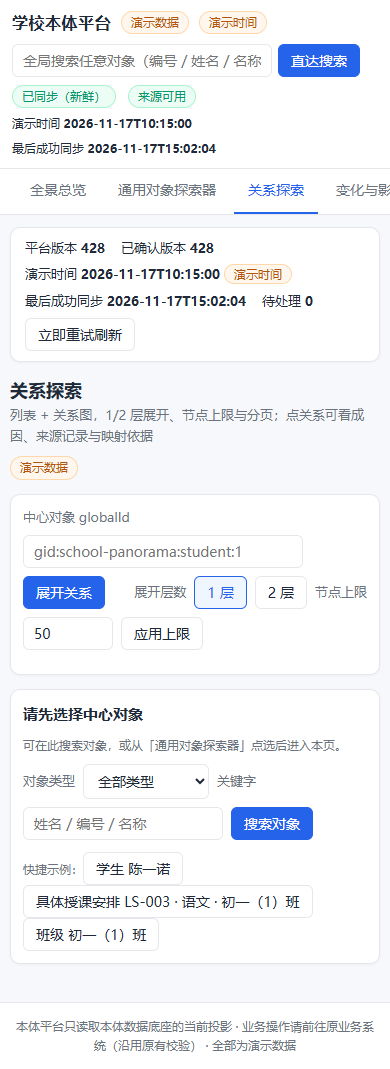 学校本体平台 演示数据 演示时间
全局搜索任意对象（编号 / 姓名 / 名称 直达搜索
已同步（新鲜） 来源可用
演示时间 2026-11-17T10:15:00
最后成功同步 2026-11-17T15:02:04
全景总览 通用对象探索器 关系探索 变化与影
平台版本 428 已确认版本 428
演示时间 2026-11-17T10:15:00 演示时间
最后成功同步 2026-11-17T15:02:04 待处理 0
立即重试刷新
关系探索
列表 + 关系图，1/2 层展开、节点上限与分页；点关系可看成
因、来源记录与映射依据
演示数据
中心对象 globalId
gid:school-panorama:student:1
展开关系 展开层数 1 层 2 层 节点上限
50 应用上限
请先选择中心对象
可在此搜索对象，或从「通用对象探索器」点选后进入本页。
对象类型 全部类型 关键字
姓名 / 编号 / 名称 搜索对象
快捷示例： 学生 陈一诺
具体授课安排 LS-003 · 语文 · 初一（1）班
班级 初一（1）班
本体平台只读取本体数据底座的当前投影 · 业务操作请前往原业务系
统（沿用原有校验） · 全部为演示数据